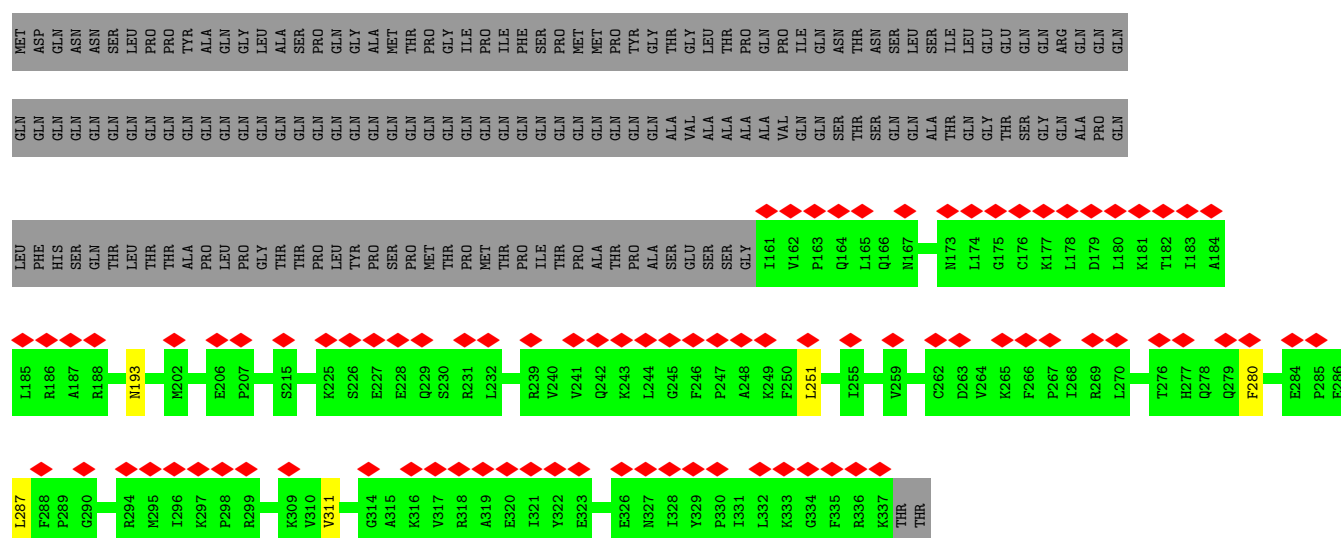 MET ASP GLN ASN ASN SER LEU PRO PRO TYR ALA GLN GLY LEU ALA SER PRO GLN GLY ALA MET THR PRO GLY ILE PRO ILE PHE SER PRO MET MET PRO TYR GLY THR GLY LEU THR PRO GLN PRO ILE GLN ASN THR ASN SER LEU SER ILE LEU GLU GLU GLN GLN ARG GLN GLN GLN
GLN GLN GLN GLN GLN GLN GLN GLN GLN GLN GLN GLN GLN GLN GLN GLN GLN GLN GLN GLN GLN GLN GLN GLN GLN GLN GLN GLN GLN GLN GLN GLN GLN GLN GLN ALA VAL ALA ALA ALA ALA VAL GLN GLN SER THR SER GLN GLN ALA THR GLN GLY THR SER GLY GLN ALA PRO GLN
LEU PHE HIS SER GLN THR LEU THR THR ALA PRO LEU PRO GLY THR THR PRO LEU TYR PRO SER PRO MET THR PRO MET THR PRO ILE THR PRO ALA THR PRO ALA SER GLU SER SER GLY I161 V162 P163 Q164 L165 Q166 N167 N173 L174 G175 C176 K177 L178 D179 L180 K181 T182 I183 A184
L185 R186 A187 R188 N193 M202 E206 P207 S215 K225 S226 E227 E228 Q229 S230 R231 L232 R239 V240 V241 Q242 K243 L244 G245 F246 P247 A248 K249 F250 L251 I255 V259 C262 D263 V264 K265 F266 P267 I268 R269 L270 T276 H277 Q278 Q279 F280 E284 P285 E286
L287 F288 P289 G290 R294 M295 I296 K297 P298 R299 K309 V310 V311 G314 A315 K316 V317 R318 A319 E320 I321 Y322 E323 E326 N327 I328 Y329 P330 I331 L332 K333 G334 F335 R336 K337 THR THR